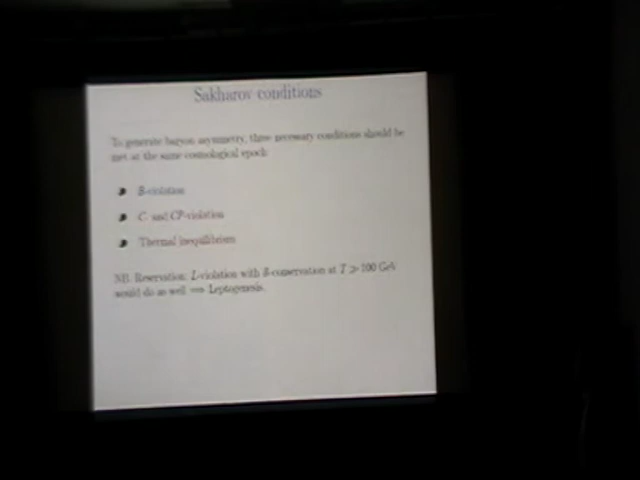 Sakharov conditions
To generate baryon asymmetry, three necessary conditions should be
met at the same cosmological epoch:
B-violation
C- and CP-violation
Thermal inequilibrium
NB. Reservation: L-violation with B-conservation at T ≫ 100 GeV
would do as well ⟹ Leptogenesis.